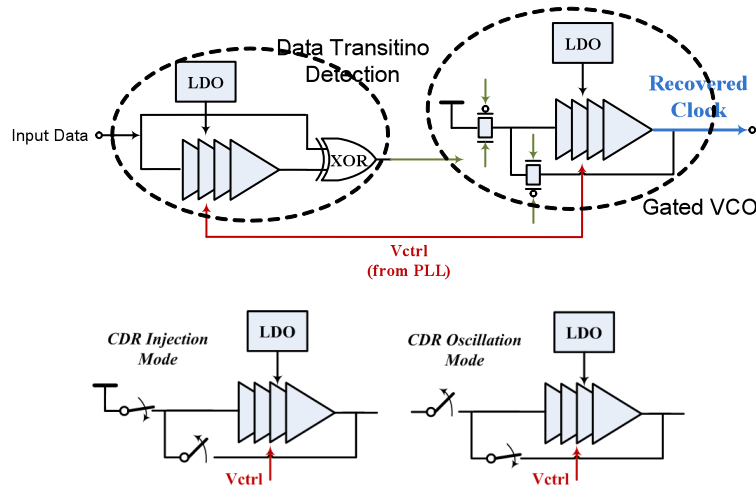 Data Transitino
Detection
LDO
LDO
Recovered
Clock
Input Data
XOR
Gated VCO
Vctrl
(from PLL)
CDR Injection
Mode
LDO
CDR Oscillation
Mode
LDO
Vctrl
Vctrl